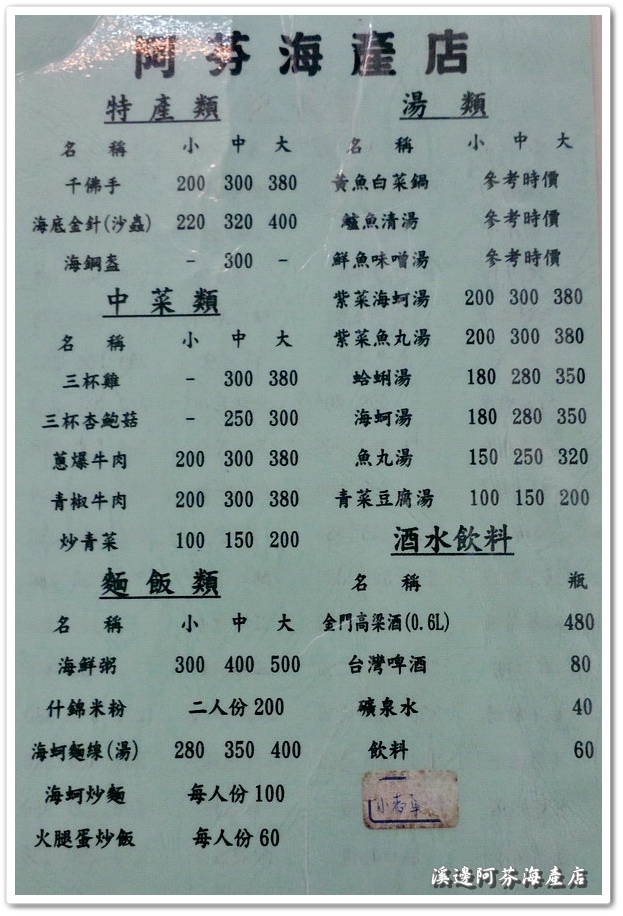 阿芬海產店
特產類
名 稱 小 中 大
千佛手 200 300 380
海底金針(沙蟲) 220 320 400
海鋼盔 - 300 -
中菜類
名 稱 小 中 大
三杯雞 - 300 380
三杯杏鮑菇 - 250 300
蔥爆牛肉 200 300 380
青椒牛肉 200 300 380
炒青菜 100 150 200
麵飯類
名 稱 小 中 大
海鮮粥 300 400 500
什錦米粉 二人份200
海蚵麵線(湯) 280 350 400
海蚵炒麵 每人份100
火腿蛋炒飯 每人份60
湯 類
名 稱 小 中 大
黃魚白菜鍋 參考時價
鱸魚清湯 參考時價
鮮魚味噌湯 參考時價
紫菜海蚵湯 200 300 380
紫菜魚丸湯 200 300 380
蛤蜊湯 180 280 350
海蚵湯 180 280 350
魚丸湯 150 250 320
青菜豆腐湯 100 150 200
酒水飲料
名 稱 瓶
金門高梁酒(0.6L) 480
台灣啤酒 80
礦泉水 40
飲料 60
溪邊阿芬海產店